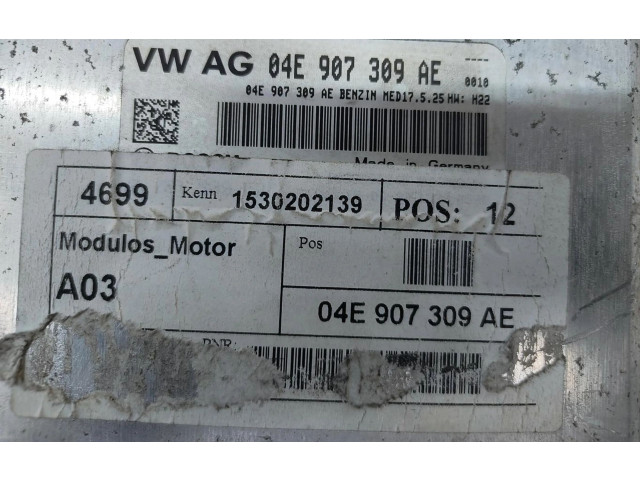 VW AG 04E 907 309 AE ----
0010
04E 907 309 AE BENZIN MED17.5.25 HW: H22
Made in Germany
4699 Kenn 1530202139 POS: 12
Modulos_Motor Pos
A03
04E 907 309 AE